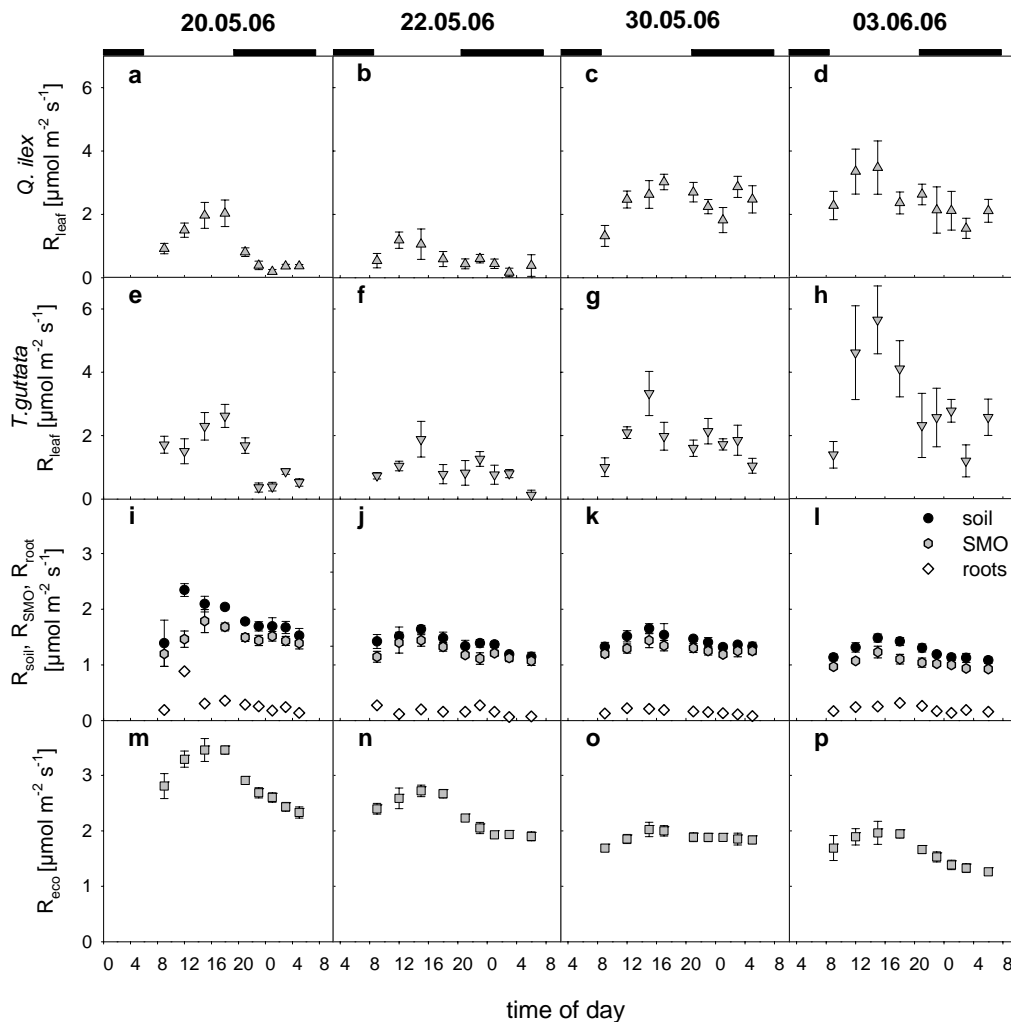 20.05.06 22.05.06 30.05.06 03.06.06
a b c d
Q. ilex
R_leaf [µmol m⁻² s⁻¹]
6
4
2
0
e f g h
T.guttata
R_leaf [µmol m⁻² s⁻¹]
6
4
2
0
i j k l
soil
SMO
roots
R_soil, R_SMO, R_root
[µmol m⁻² s⁻¹]
3
2
1
0
m n o p
R_eco [µmol m⁻² s⁻¹]
3
2
1
0
0 4 8 12 16 20 0 4 8 12 16 20 0 4 8 12 16 20 0 4 8 12 16 20 0 4 8
time of day